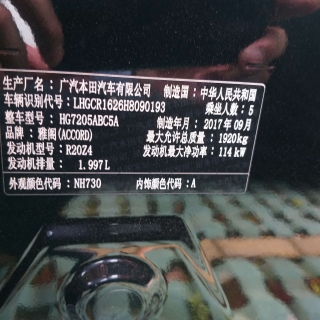 生产厂名：广汽本田汽车有限公司 制造国：中华人民共和国
车辆识别代号：LHGCR1626H8090193 乘坐人数：5
整车型号：HG7205ABC5A 制造年月：2017年09月
品牌：雅阁(ACCORD) 最大允许总质量：1920kg
发动机型号：R20Z4 发动机最大净功率：114kW
发动机排量：1.997L
外观颜色代码：NH730 内饰颜色代码：A